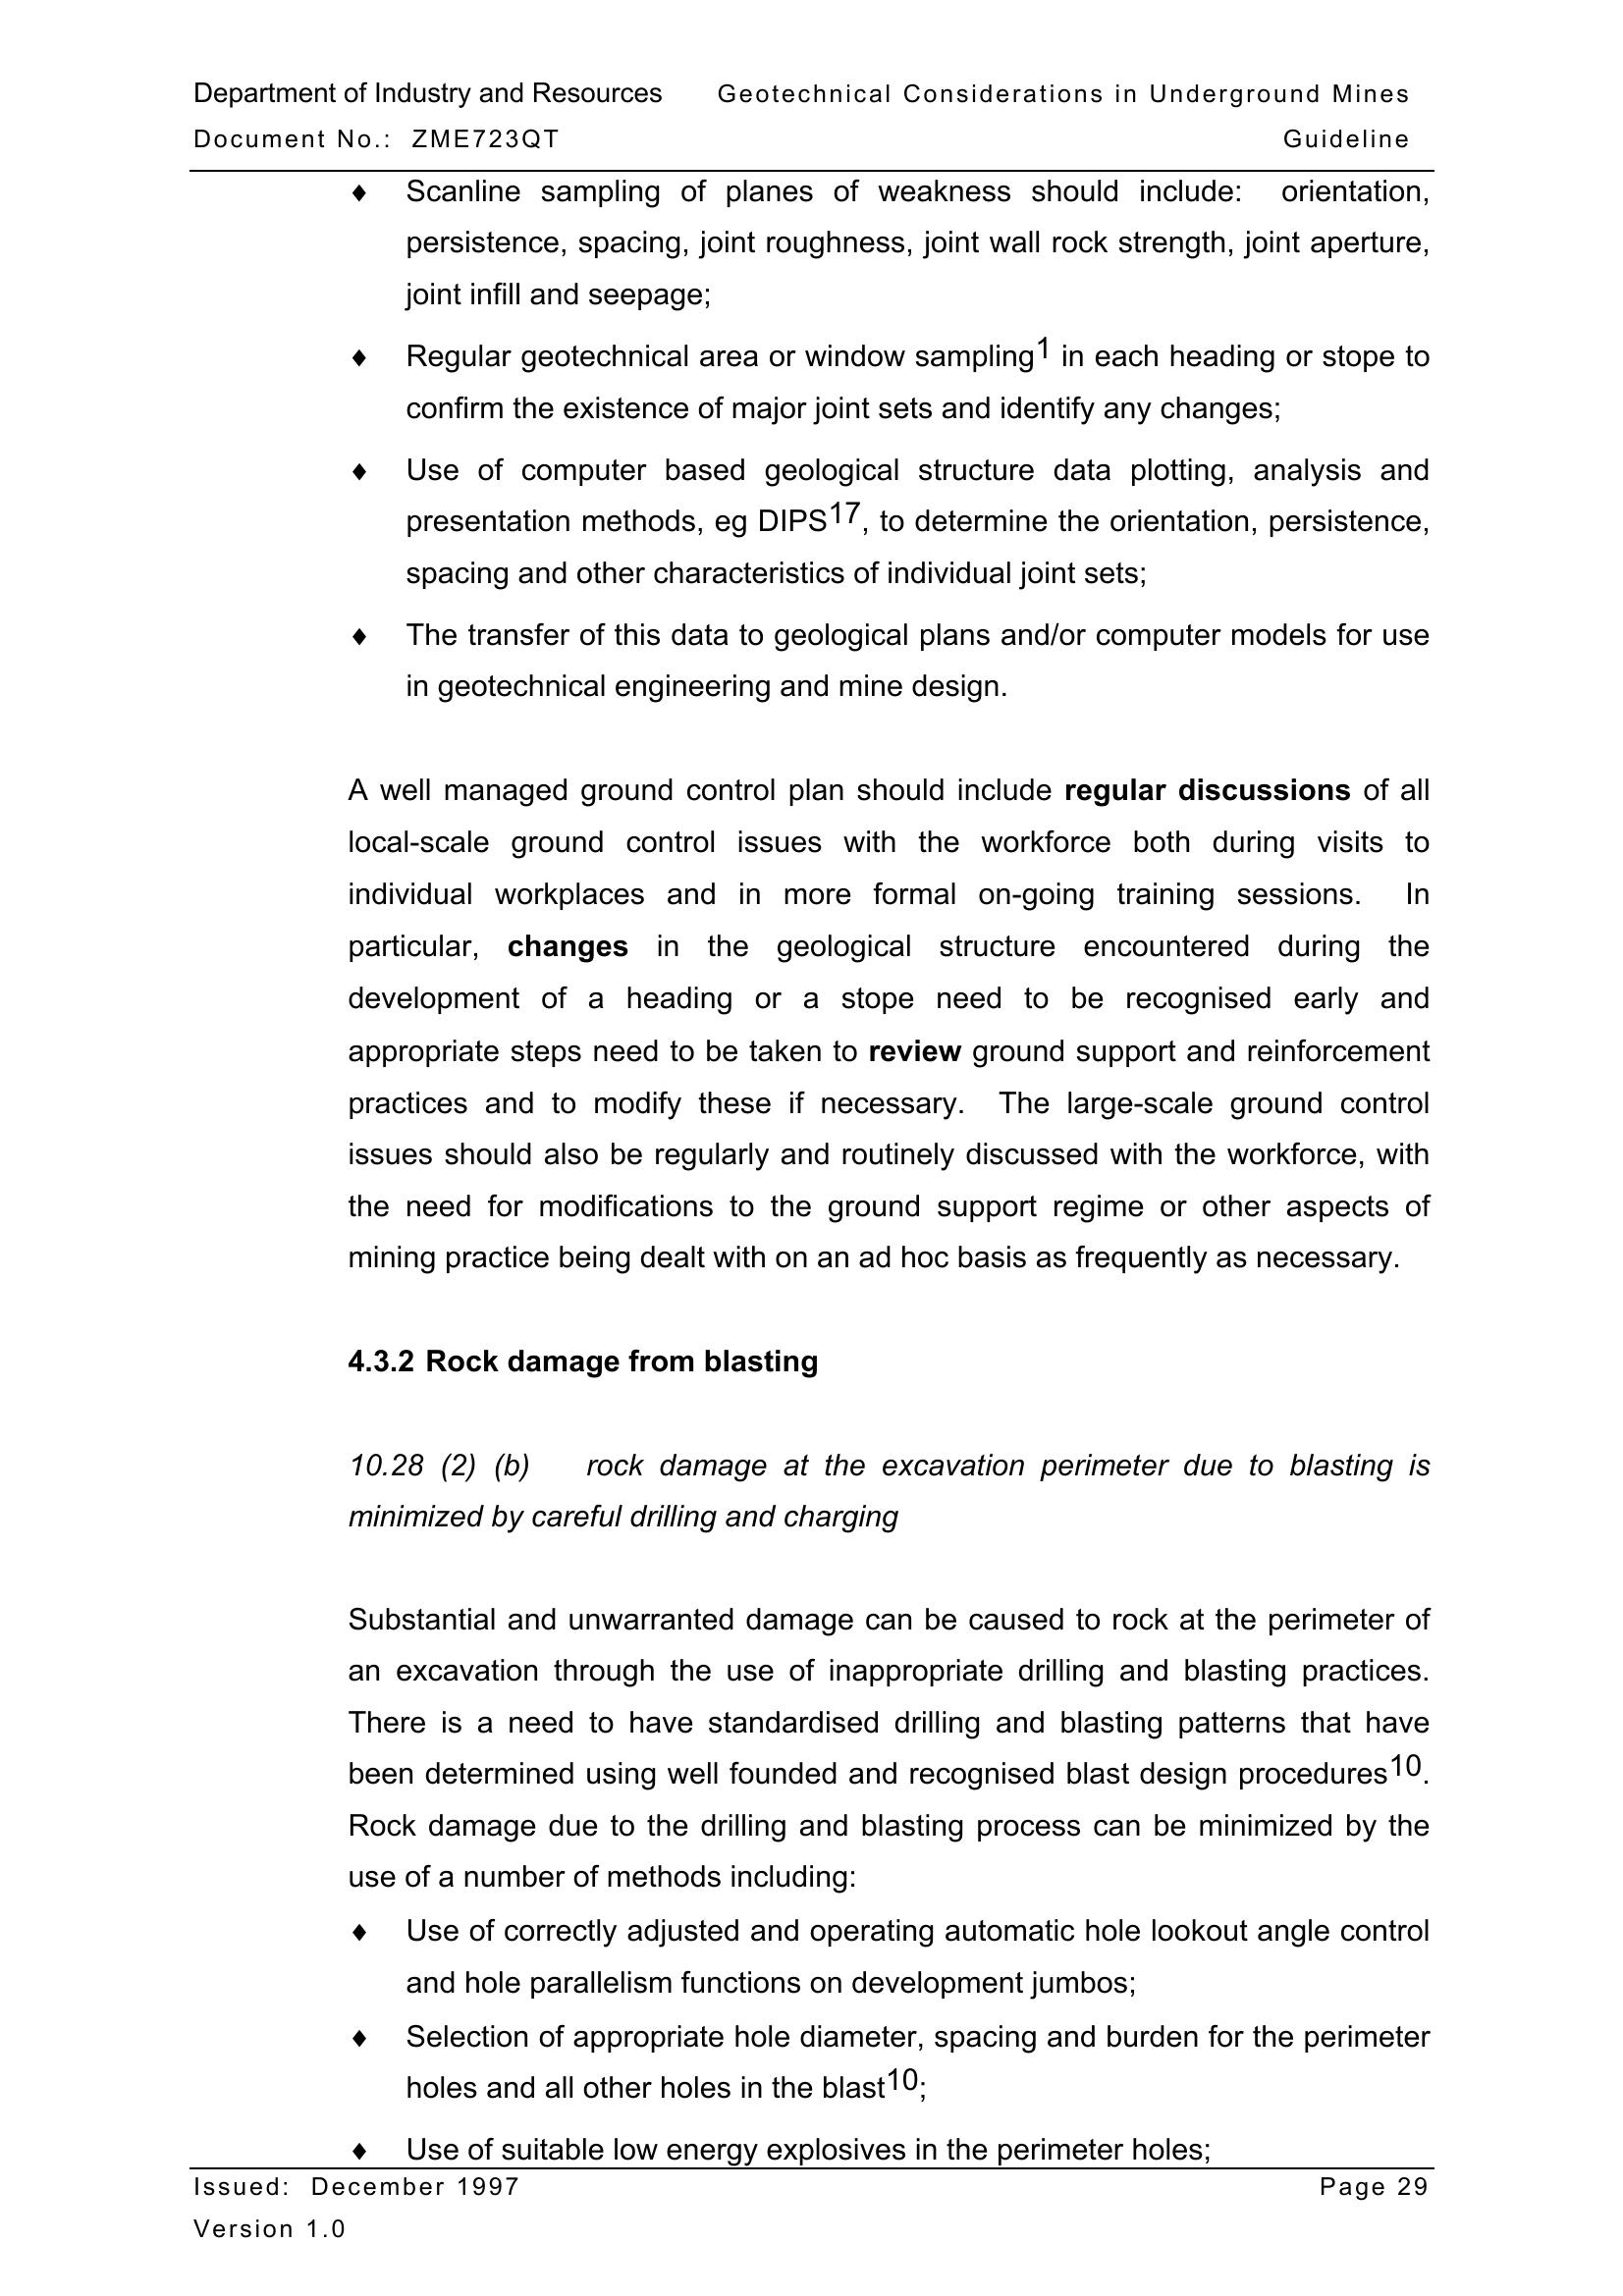 Department of Industry and Resources Geotechnical Considerations in Underground Mines
Document No.: ZME723QT Guideline
♦ Scanline sampling of planes of weakness should include: orientation,
persistence, spacing, joint roughness, joint wall rock strength, joint aperture,
joint infill and seepage;
♦ Regular geotechnical area or window sampling1 in each heading or stope to
confirm the existence of major joint sets and identify any changes;
♦ Use of computer based geological structure data plotting, analysis and
presentation methods, eg DIPS17, to determine the orientation, persistence,
spacing and other characteristics of individual joint sets;
♦ The transfer of this data to geological plans and/or computer models for use
in geotechnical engineering and mine design.
A well managed ground control plan should include regular discussions of all
local-scale ground control issues with the workforce both during visits to
individual workplaces and in more formal on-going training sessions. In
particular, changes in the geological structure encountered during the
development of a heading or a stope need to be recognised early and
appropriate steps need to be taken to review ground support and reinforcement
practices and to modify these if necessary. The large-scale ground control
issues should also be regularly and routinely discussed with the workforce, with
the need for modifications to the ground support regime or other aspects of
mining practice being dealt with on an ad hoc basis as frequently as necessary.
4.3.2 Rock damage from blasting
10.28 (2) (b) rock damage at the excavation perimeter due to blasting is
minimized by careful drilling and charging
Substantial and unwarranted damage can be caused to rock at the perimeter of
an excavation through the use of inappropriate drilling and blasting practices.
There is a need to have standardised drilling and blasting patterns that have
been determined using well founded and recognised blast design procedures10.
Rock damage due to the drilling and blasting process can be minimized by the
use of a number of methods including:
♦ Use of correctly adjusted and operating automatic hole lookout angle control
and hole parallelism functions on development jumbos;
♦ Selection of appropriate hole diameter, spacing and burden for the perimeter
holes and all other holes in the blast10;
♦ Use of suitable low energy explosives in the perimeter holes;
Issued: December 1997 Page 29
Version 1.0